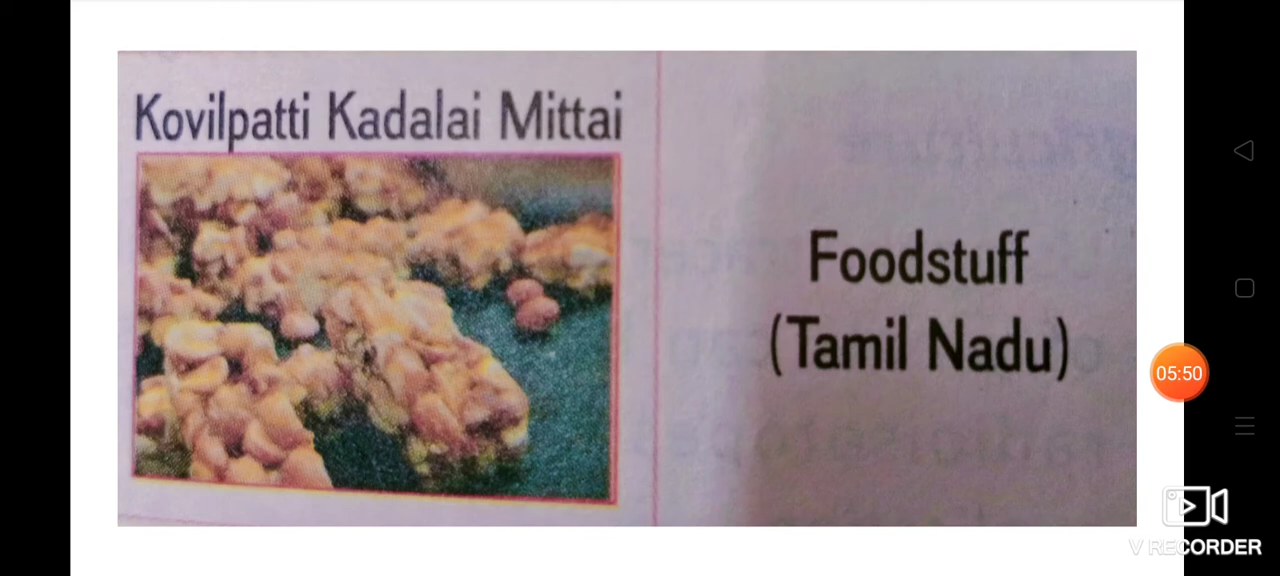 Kovilpatti Kadalai Mittai
Foodstuff
(Tamil Nadu)
05:50
V RECORDER